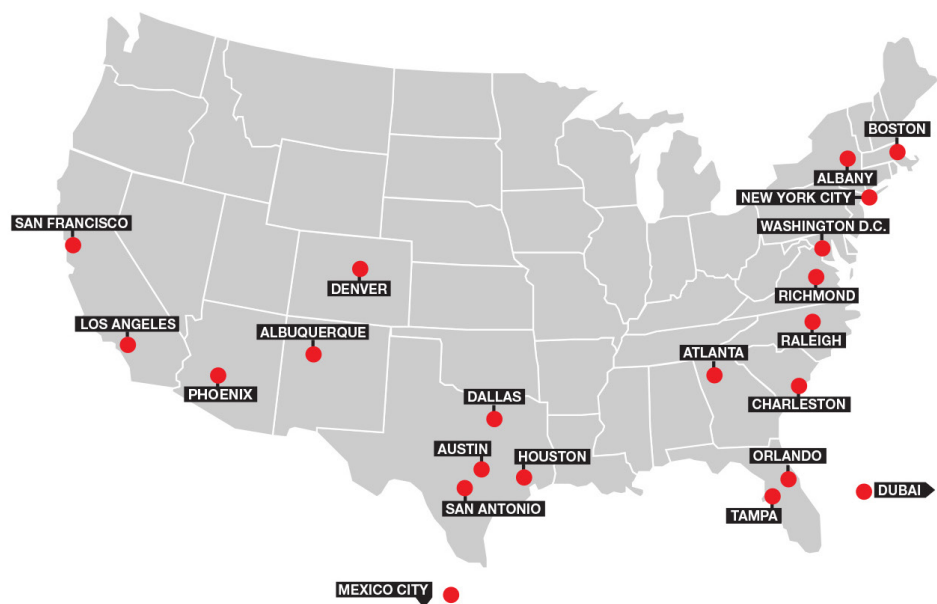 BOSTON
ALBANY
NEW YORK CITY
WASHINGTON D.C.
SAN FRANCISCO
DENVER
RICHMOND
LOS ANGELES
ALBUQUERQUE
RALEIGH
ATLANTA
PHOENIX
DALLAS
CHARLESTON
AUSTIN
HOUSTON
ORLANDO
DUBAI
SAN ANTONIO
TAMPA
MEXICO CITY